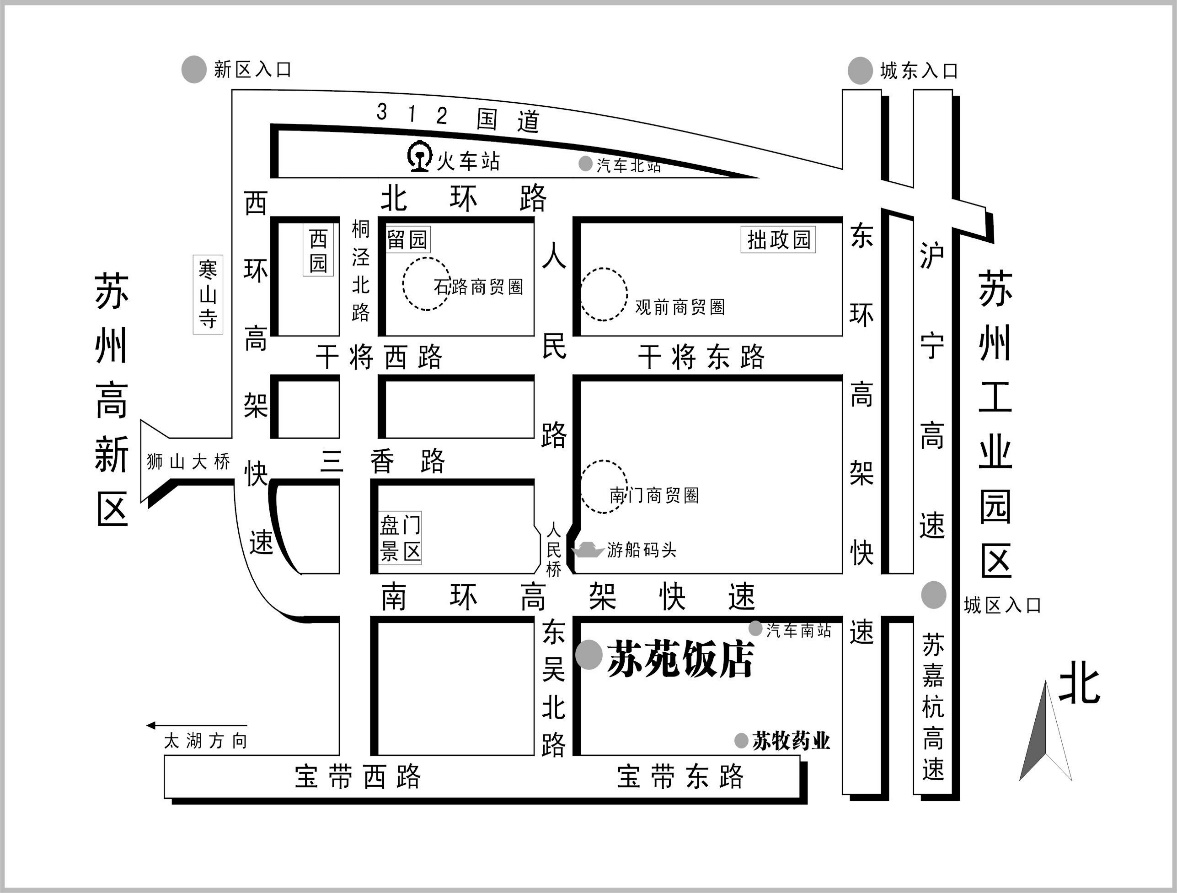 新区入口
城东入口
312国道
火车站
汽车北站
北环路
西环高架快速
桐泾北路
西园
留园
人民路
拙政园
东环高架快速
沪宁高速
寒山寺
石路商贸圈
观前商贸圈
苏州高新区
苏州工业园区
干将西路
干将东路
狮山大桥
三香路
南门商贸圈
盘门
景区
人民桥
游船码头
南环高架快速
城区入口
东吴北路
汽车南站
苏苑饭店
苏嘉杭高速
北
太湖方向
苏牧药业
宝带西路
宝带东路